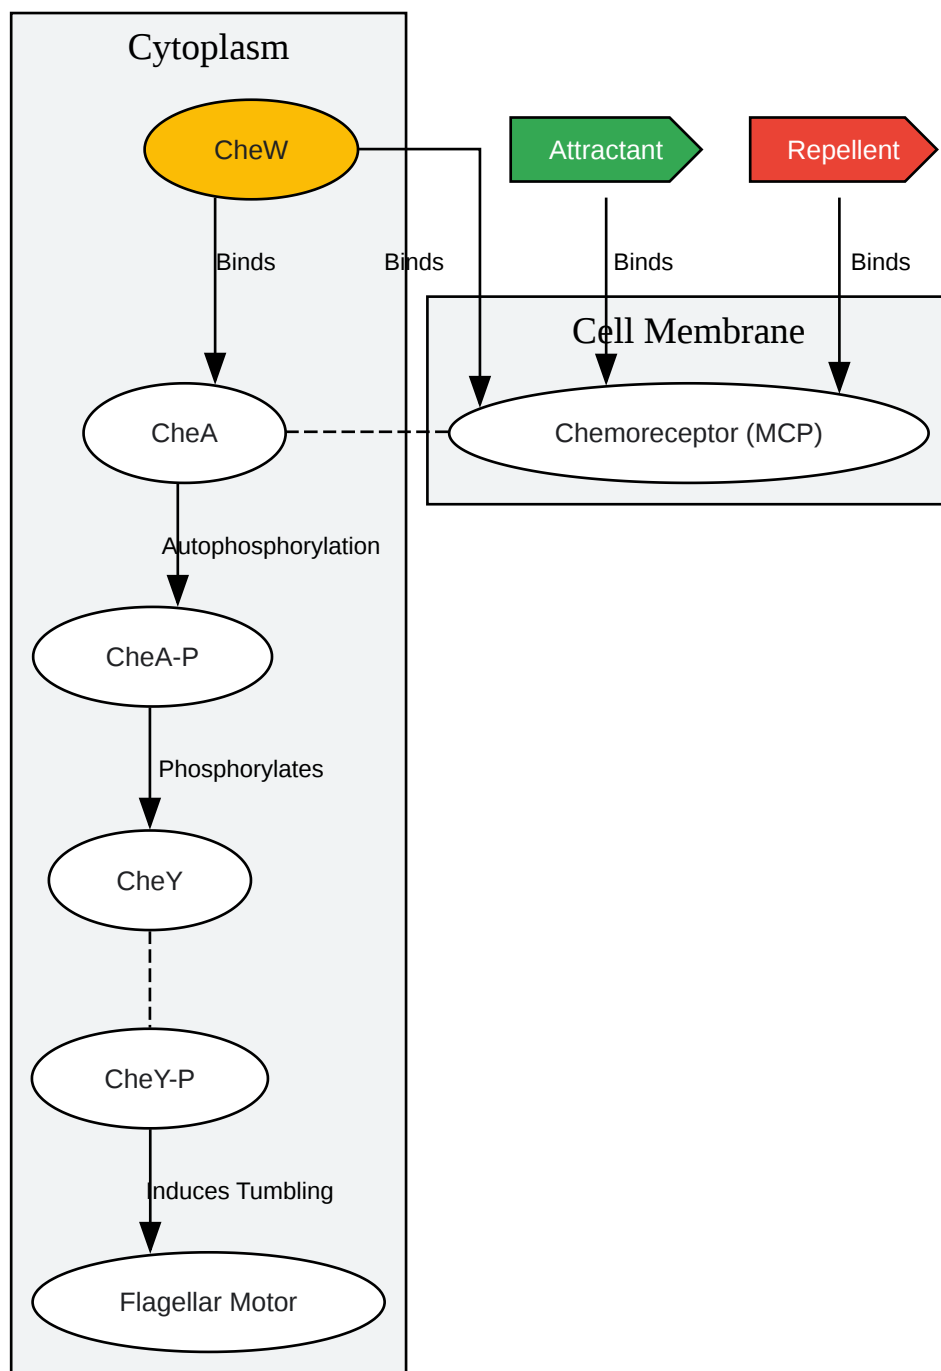 Cytoplasm
CheW
Attractant
Repellent
Binds
Binds
Binds
Binds
Cell Membrane
CheA
Chemoreceptor (MCP)
Autophosphorylation
CheA-P
Phosphorylates
CheY
CheY-P
Induces Tumbling
Flagellar Motor